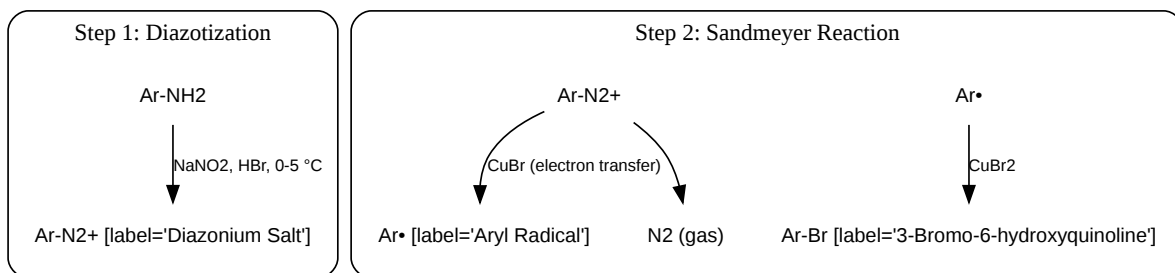 Step 1: Diazotization
Ar-NH2
NaNO2, HBr, 0-5 °C
Ar-N2+ [label='Diazonium Salt']
Step 2: Sandmeyer Reaction
Ar-N2+
Ar•
CuBr (electron transfer)
CuBr2
Ar• [label='Aryl Radical']
N2 (gas)
Ar-Br [label='3-Bromo-6-hydroxyquinoline']